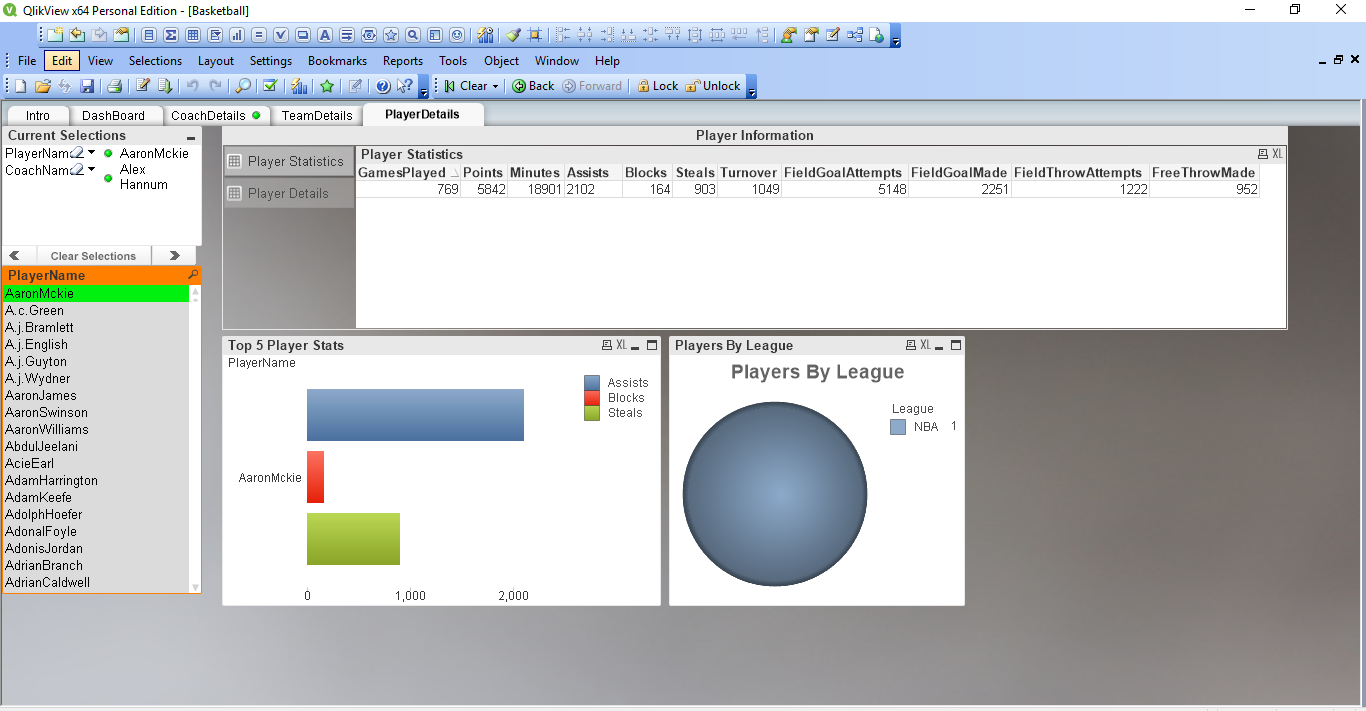 QlikView x64 Personal Edition - [Basketball]
File Edit View Selections Layout Settings Bookmarks Reports Tools Object Window Help
Clear Back Forward Lock Unlock
Intro DashBoard CoachDetails TeamDetails PlayerDetails
Current Selections
PlayerNam AaronMckie
CoachNam Alex
Hannum
Clear Selections
PlayerName
AaronMckie
A.c.Green
A.j.Bramlett
A.j.English
A.j.Guyton
A.j.Wydner
AaronJames
AaronSwinson
AaronWilliams
AbdulJeelani
AcieEarl
AdamHarrington
AdamKeefe
AdolphHoefer
AdonalFoyle
AdonisJordan
AdrianBranch
AdrianCaldwell
Player Information
Player Statistics
Player Details
Player Statistics XL
GamesPlayed Points Minutes Assists Blocks Steals Turnover FieldGoalAttempts FieldGoalMade FieldThrowAttempts FreeThrowMade
769 5842 18901 2102 164 903 1049 5148 2251 1222 952
Top 5 Player Stats XL
PlayerName
Assists
Blocks
Steals
AaronMckie
0 1,000 2,000
Players By League XL
Players By League
League
NBA 1